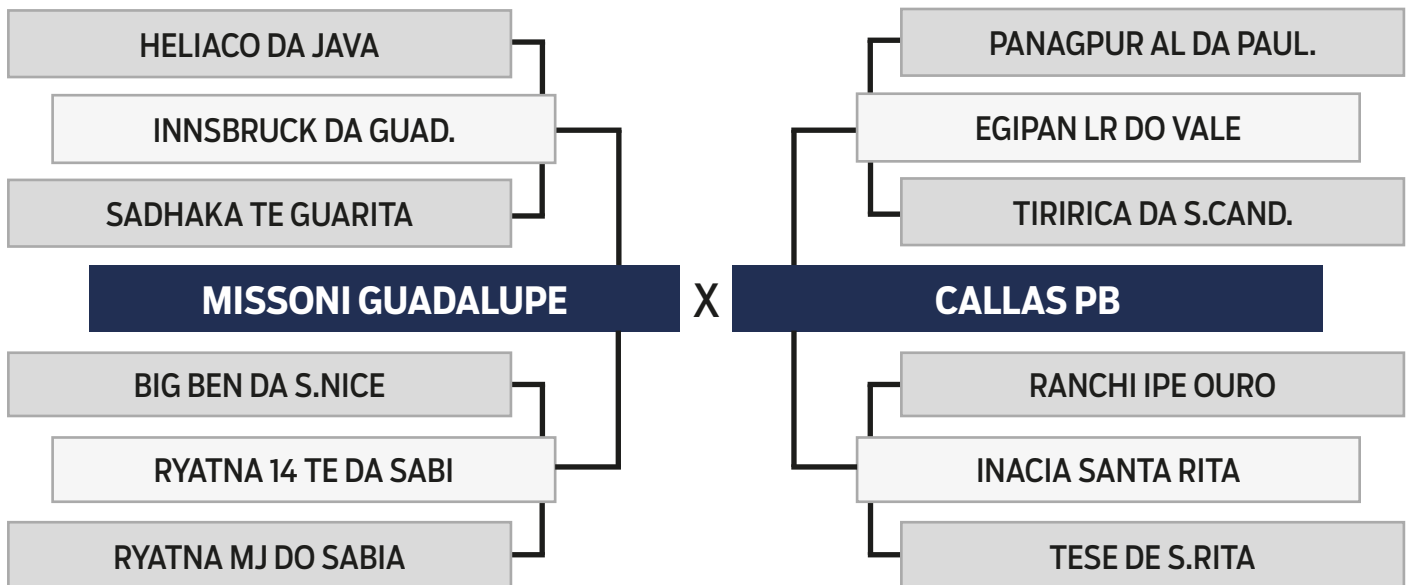 HELIACO DA JAVA
INNSBRUCK DA GUAD.
SADHAKA TE GUARITA
MISSONI GUADALUPE
BIG BEN DA S.NICE
RYATNA 14 TE DA SABI
RYATNA MJ DO SABIA
X
PANAGPUR AL DA PAUL.
EGIPAN LR DO VALE
TIRIRICA DA S.CAND.
CALLAS PB
RANCHI IPE OURO
INACIA SANTA RITA
TESE DE S.RITA